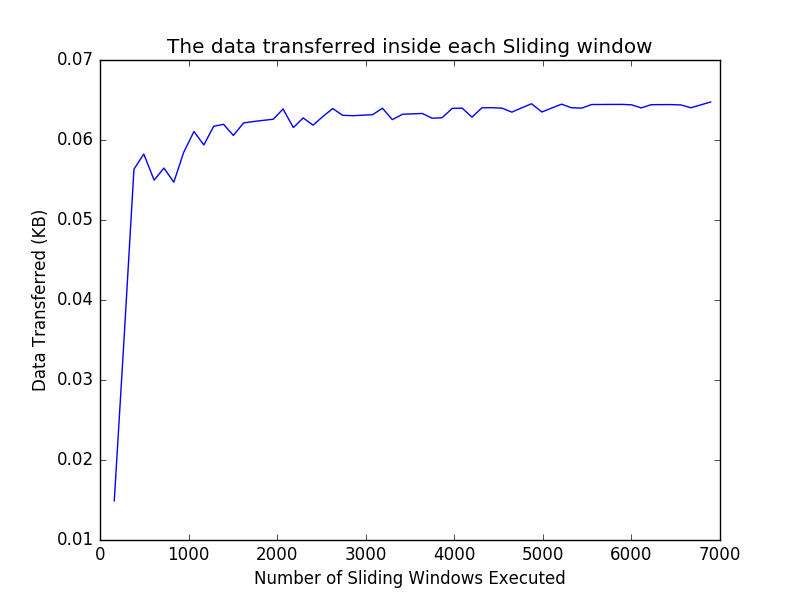 The data transferred inside each Sliding window
0.07
0.06
0.05
0.04
0.03
0.02
0.01
Data Transferred (KB)
0 1000 2000 3000 4000 5000 6000 7000
Number of Sliding Windows Executed